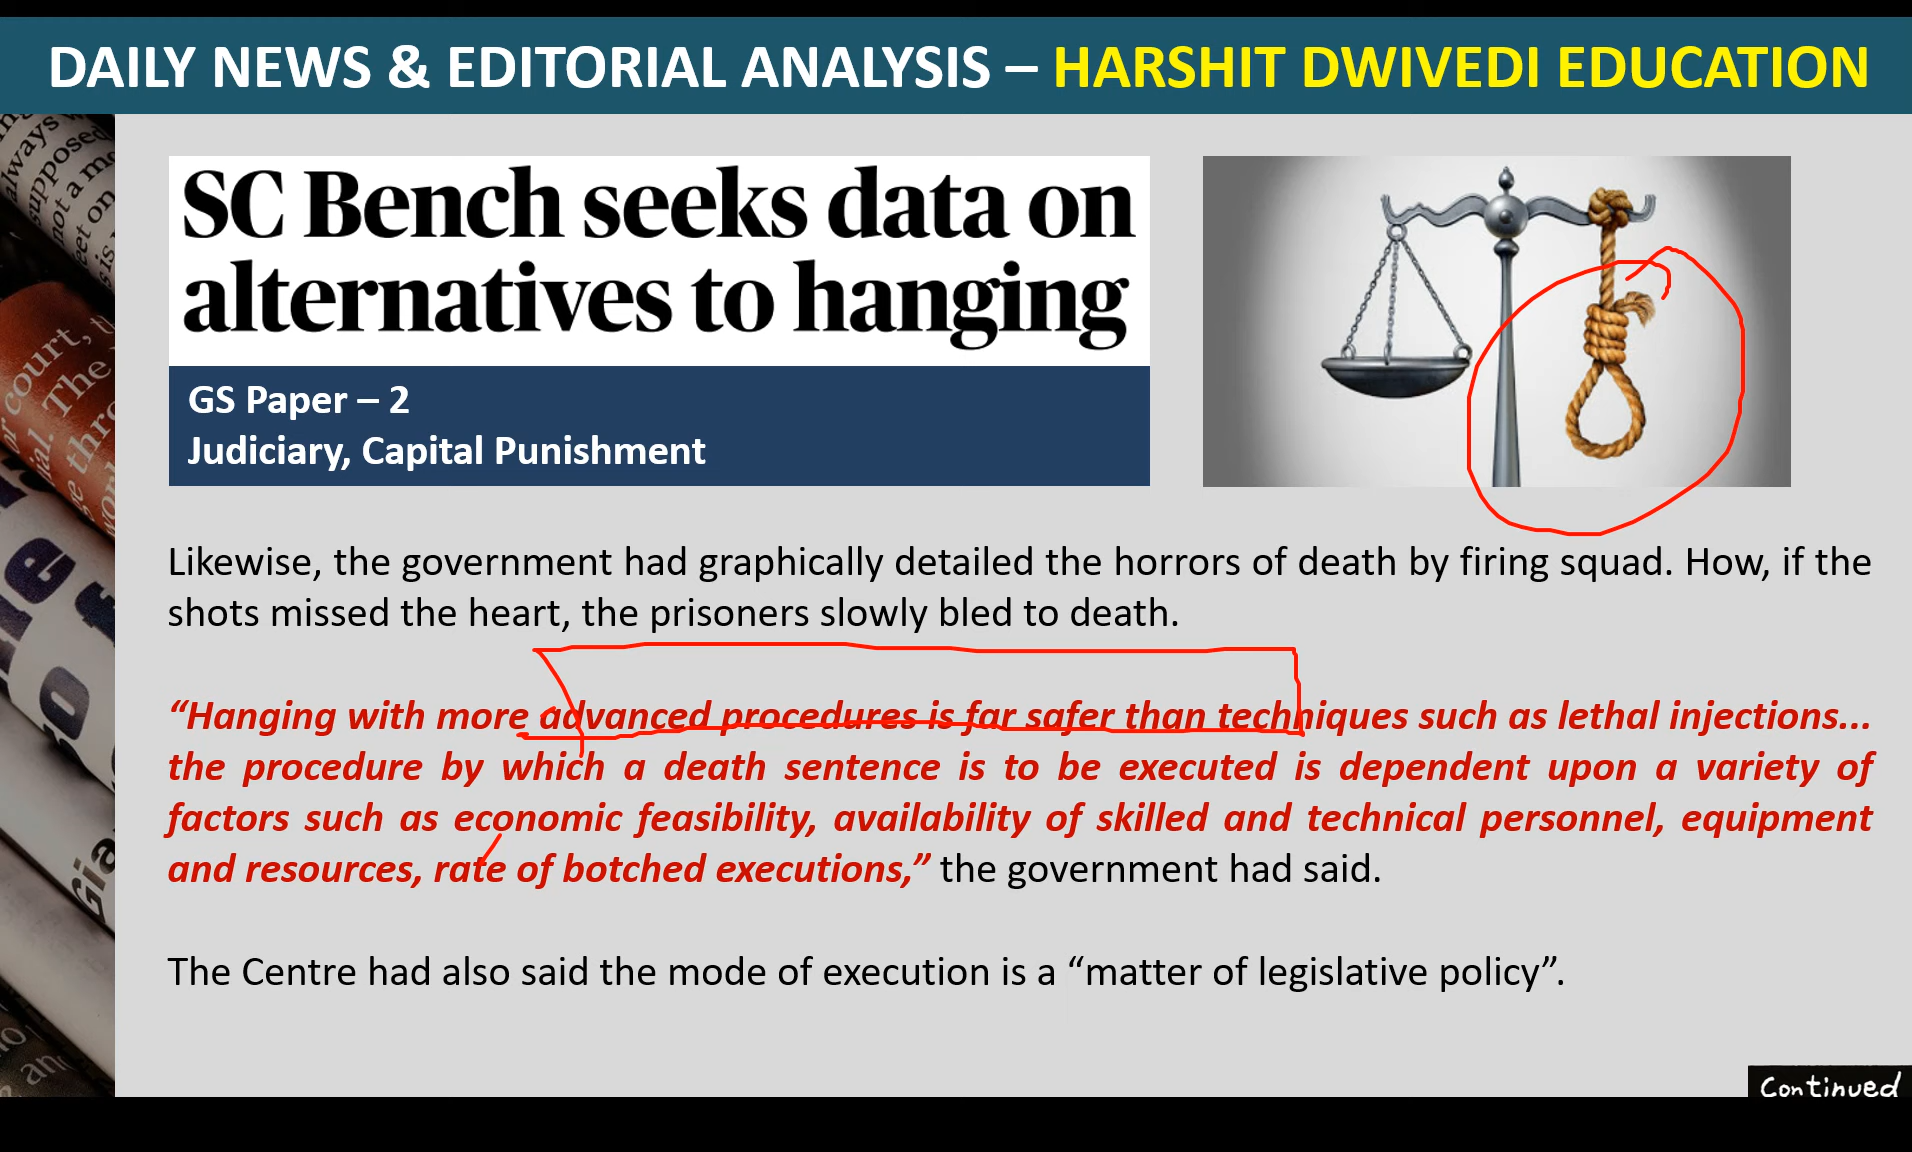 DAILY NEWS & EDITORIAL ANALYSIS – HARSHIT DWIVEDI EDUCATION
SC Bench seeks data on
alternatives to hanging
GS Paper – 2
Judiciary, Capital Punishment
Likewise, the government had graphically detailed the horrors of death by firing squad. How, if the
shots missed the heart, the prisoners slowly bled to death.
“Hanging with more advanced procedures is far safer than techniques such as lethal injections...
the procedure by which a death sentence is to be executed is dependent upon a variety of
factors such as economic feasibility, availability of skilled and technical personnel, equipment
and resources, rate of botched executions,” the government had said.
The Centre had also said the mode of execution is a “matter of legislative policy”.
Continued
always
supposed
not a
court,
The